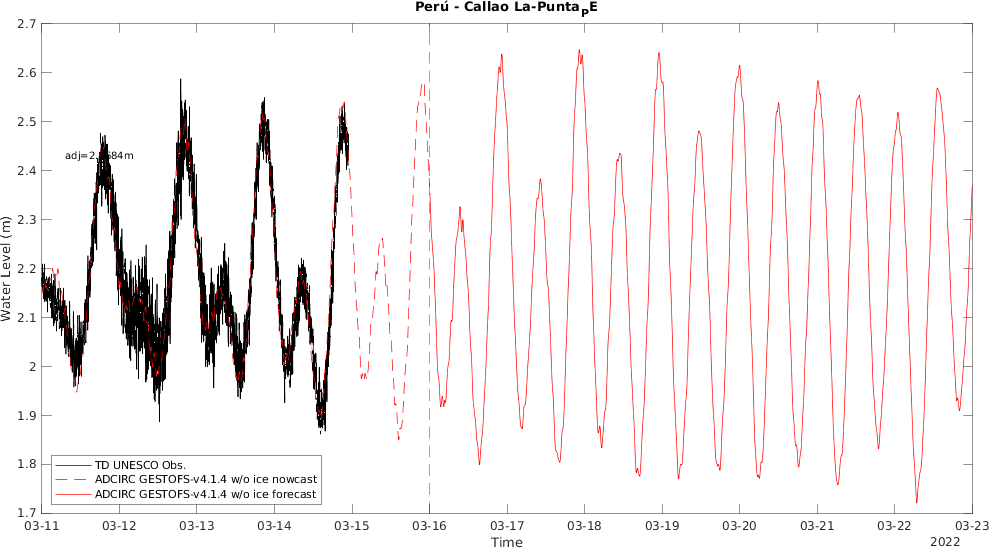 Perú - Callao La-PuntaPE
2.7
2.6
2.5
2.4
2.3
2.2
2.1
2
1.9
1.8
1.7
Water Level (m)
TD UNESCO Obs.
ADCIRC GESTOFS-v4.1.4 w/o ice nowcast
ADCIRC GESTOFS-v4.1.4 w/o ice forecast
03-11 03-12 03-13 03-14 03-15 03-16 03-17 03-18 03-19 03-20 03-21 03-22 03-23
Time
2022